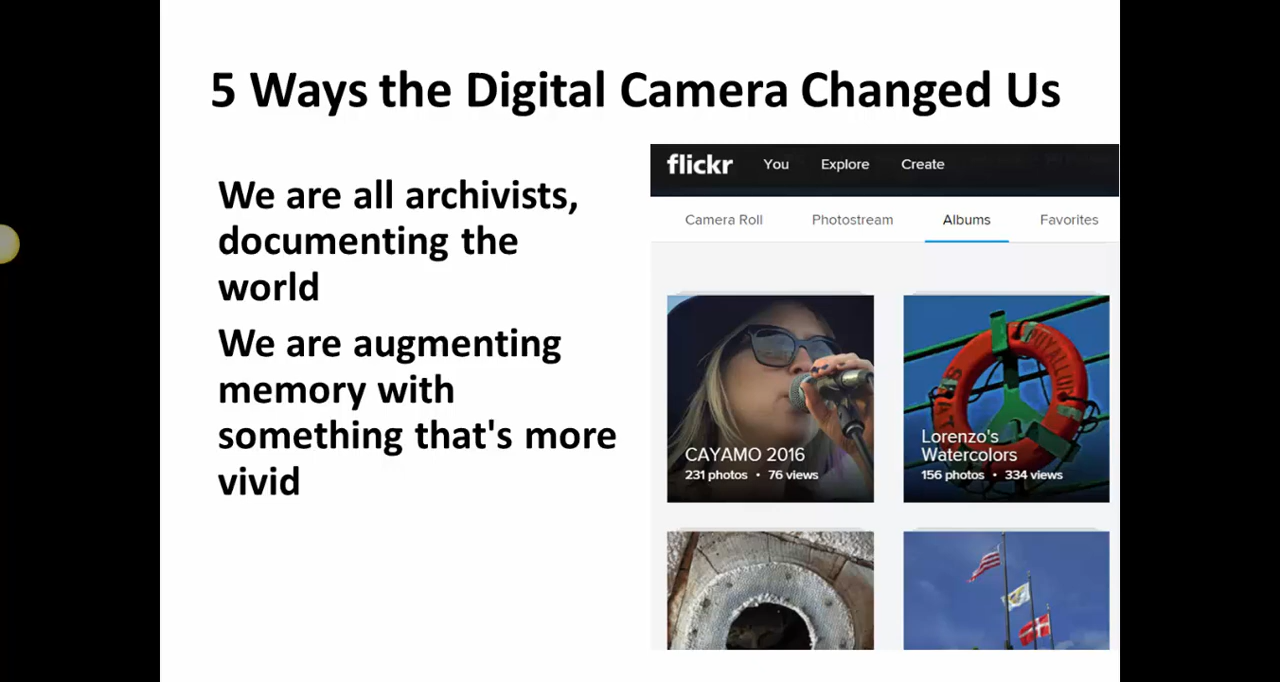 5 Ways the Digital Camera Changed Us
We are all archivists,
documenting the
world
We are augmenting
memory with
something that's more
vivid
flickr You Explore Create
Camera Roll Photostream Albums Favorites
CAYAMO 2016
231 photos • 76 views
Lorenzo's
Watercolors
156 photos • 334 views